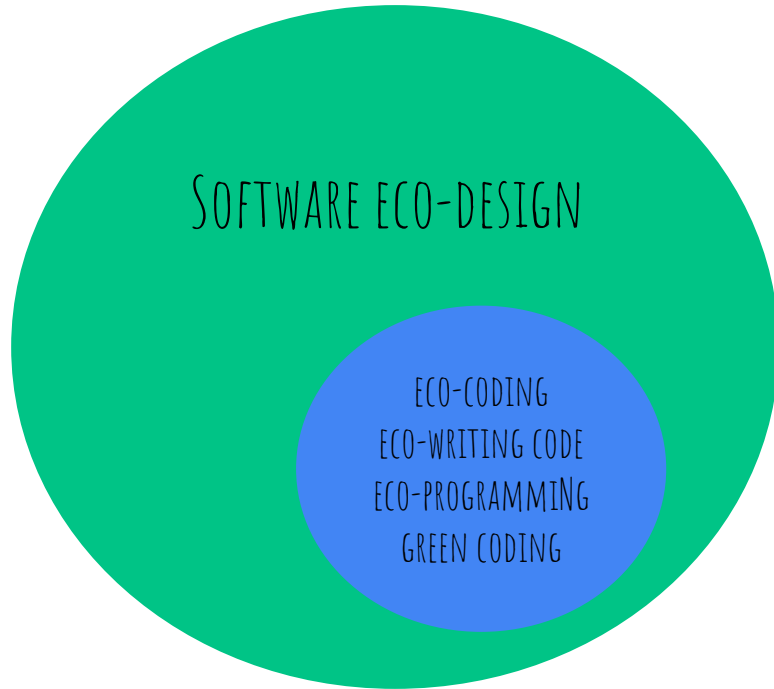 Software eco-design
eco-coding
eco-writing code
eco-programmiNg
green coding